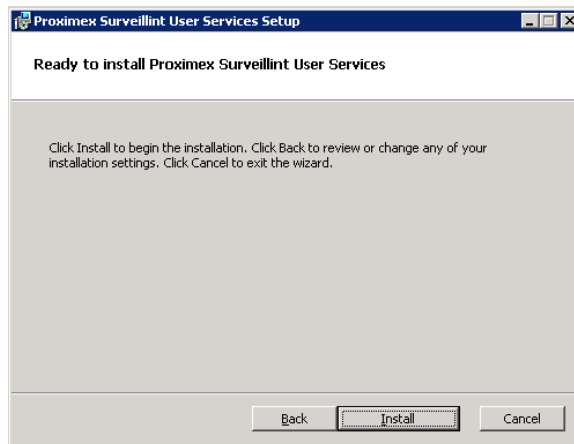 Proximex Surveillint User Services Setup
Ready to install Proximex Surveillint User Services
Click Install to begin the installation. Click Back to review or change any of your
installation settings. Click Cancel to exit the wizard.
Back Install Cancel